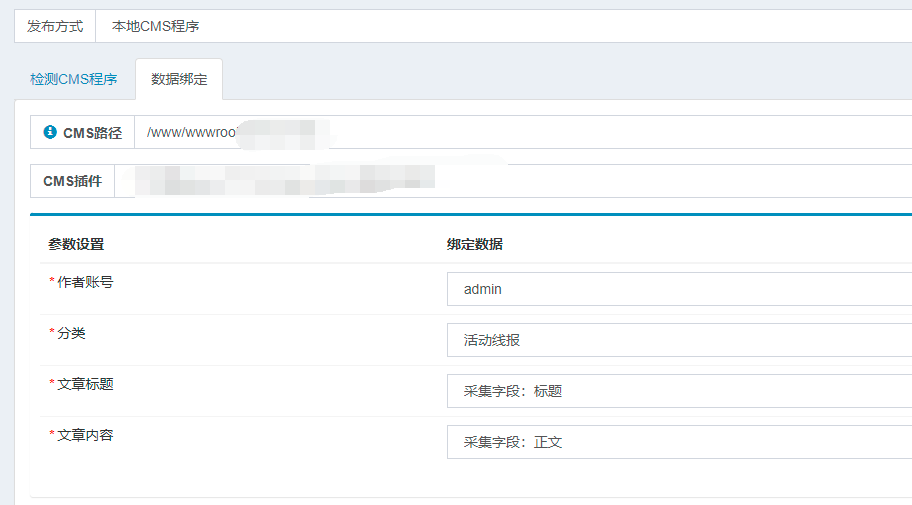 发布方式 本地CMS程序
检测CMS程序 数据绑定
CMS路径 /www/wwwroo
CMS插件
参数设置 绑定数据
*作者账号 admin
*分类 活动线报
*文章标题 采集字段：标题
*文章内容 采集字段：正文